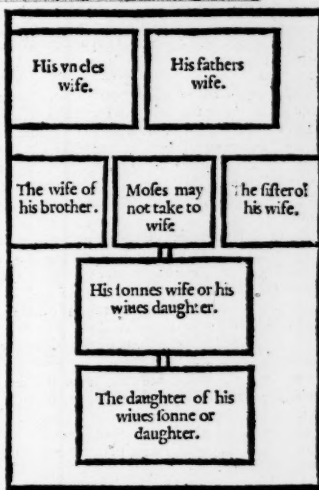 His vncles
wife.
His fathers
wife.
The wife of
his brother.
Moſes may
not take to
wife
he ſiſter of
his wife.
His ſonnes wife or his
wiues daughter.
The daughter of his
wiues ſonne or
daughter.